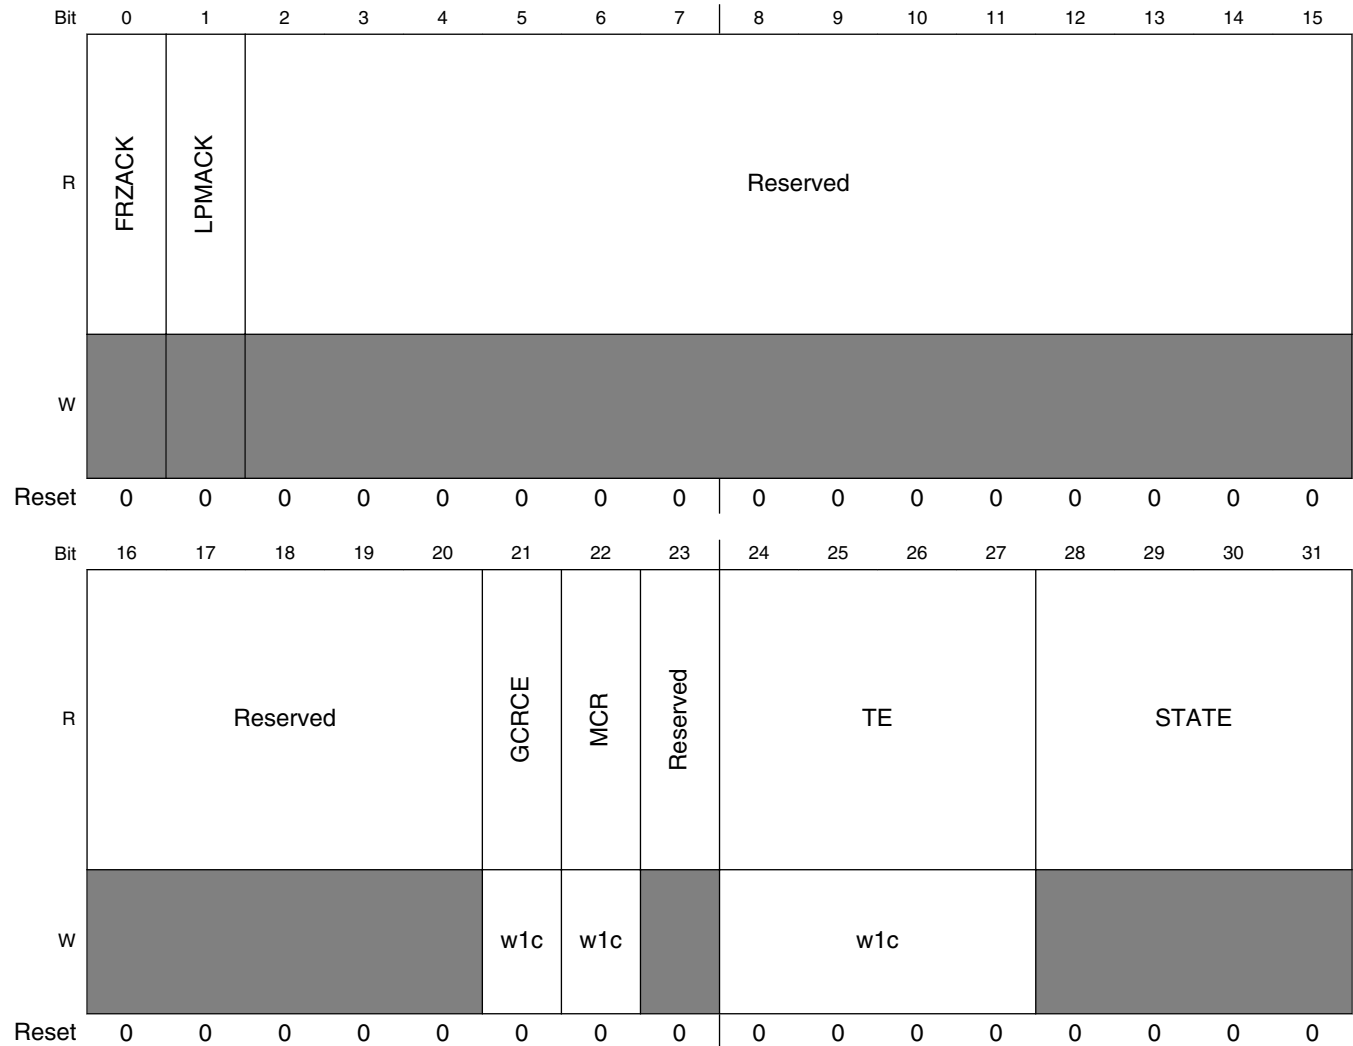 Bit 0 1 2 3 4 5 6 7 8 9 10 11 12 13 14 15
R FRZACK LPMACK Reserved
W
Reset 0 0 0 0 0 0 0 0 0 0 0 0 0 0 0 0
Bit 16 17 18 19 20 21 22 23 24 25 26 27 28 29 30 31
R Reserved GCRCE MCR Reserved TE STATE
W w1c w1c w1c
Reset 0 0 0 0 0 0 0 0 0 0 0 0 0 0 0 0